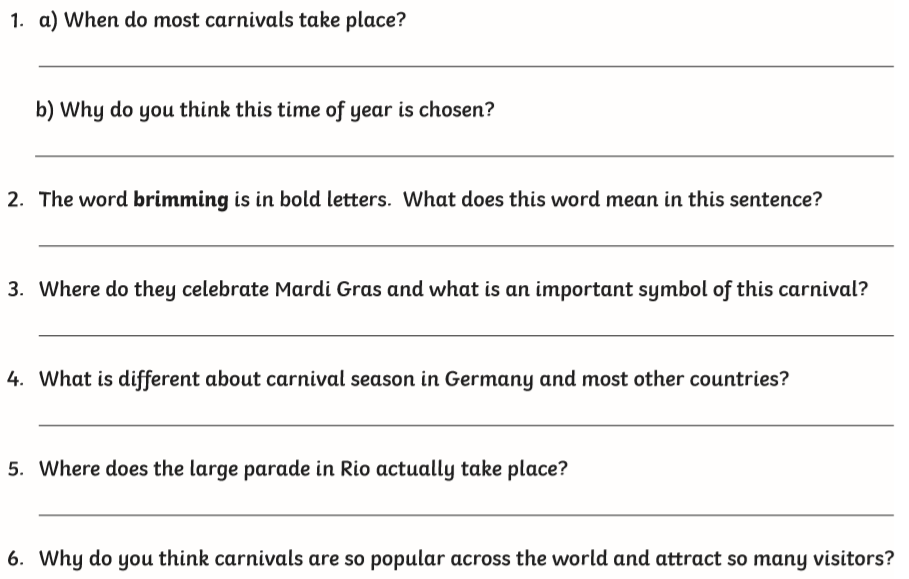 1. a) When do most carnivals take place?
b) Why do you think this time of year is chosen?
2. The word brimming is in bold letters. What does this word mean in this sentence?
3. Where do they celebrate Mardi Gras and what is an important symbol of this carnival?
4. What is different about carnival season in Germany and most other countries?
5. Where does the large parade in Rio actually take place?
6. Why do you think carnivals are so popular across the world and attract so many visitors?